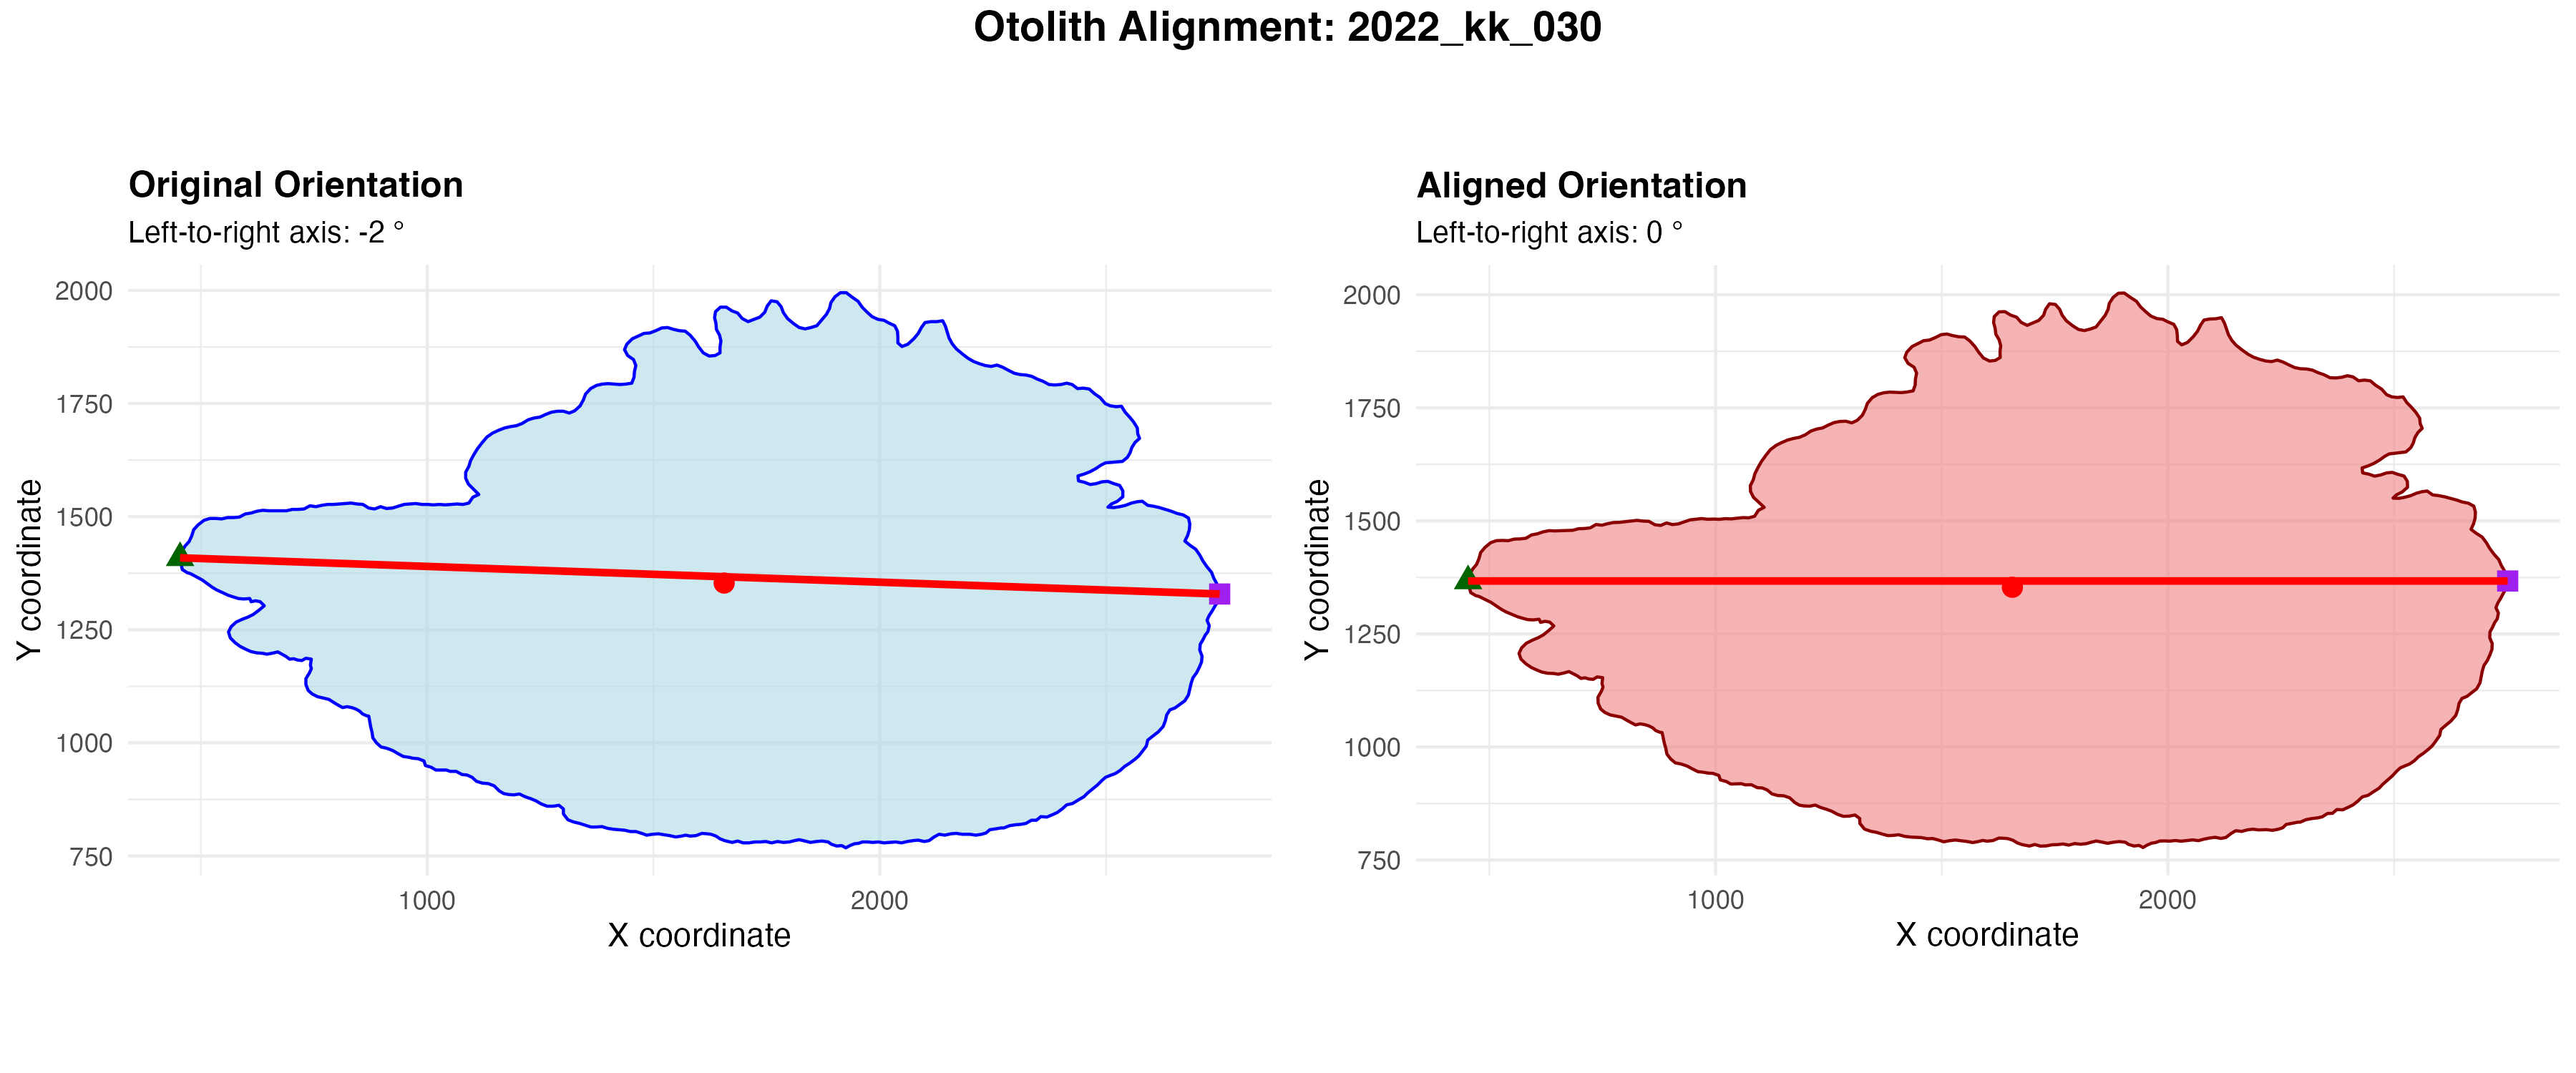 Otolith Alignment: 2022_kk_030
Original Orientation
Left-to-right axis: -2 °
2000
1750
1500
1250
1000
750
Y coordinate
1000
2000
X coordinate
Aligned Orientation
Left-to-right axis: 0 °
2000
1750
1500
1250
1000
750
Y coordinate
1000
2000
X coordinate